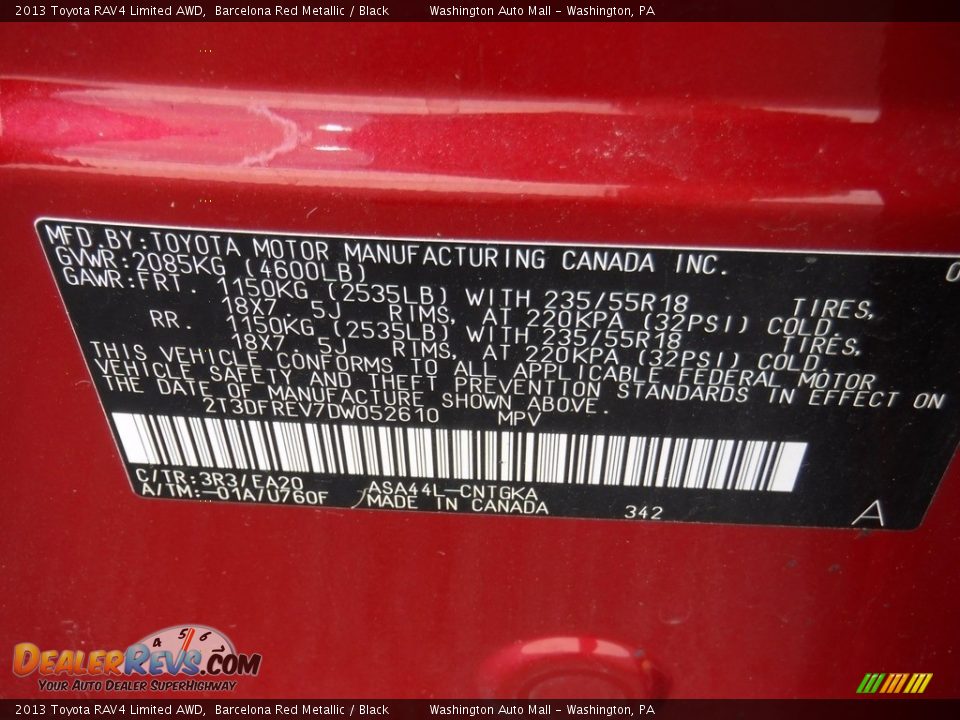 2013 Toyota RAV4 Limited AWD, Barcelona Red Metallic / Black Washington Auto Mall - Washington, PA
MFD.BY:TOYOTA MOTOR MANUFACTURING CANADA INC. 0
GVWR:2085KG (4600LB)
GAWR:FRT. 1150KG (2535LB) WITH 235/55R18 TIRES,
18X7. 5J RIMS, AT 220KPA (32PSI) COLD.
RR. 1150KG (2535LB) WITH 235/55R18 TIRES,
18X7. 5J RIMS, AT 220KPA (32PSI) COLD.
THIS VEHICLE CONFORMS TO ALL APPLICABLE FEDERAL MOTOR
VEHICLE SAFETY AND THEFT PREVENTION STANDARDS IN EFFECT ON
THE DATE OF MANUFACTURE SHOWN ABOVE.
2T3DFREV7DW052610 MPV
C/TR:3R3/EA20 ASA44L-CNTGKA
A/TM:-01A/U760F MADE IN CANADA 342 A
4 5 6
DealerRevs.com
Your Auto Dealer SuperHighway
2013 Toyota RAV4 Limited AWD, Barcelona Red Metallic / Black Washington Auto Mall - Washington, PA